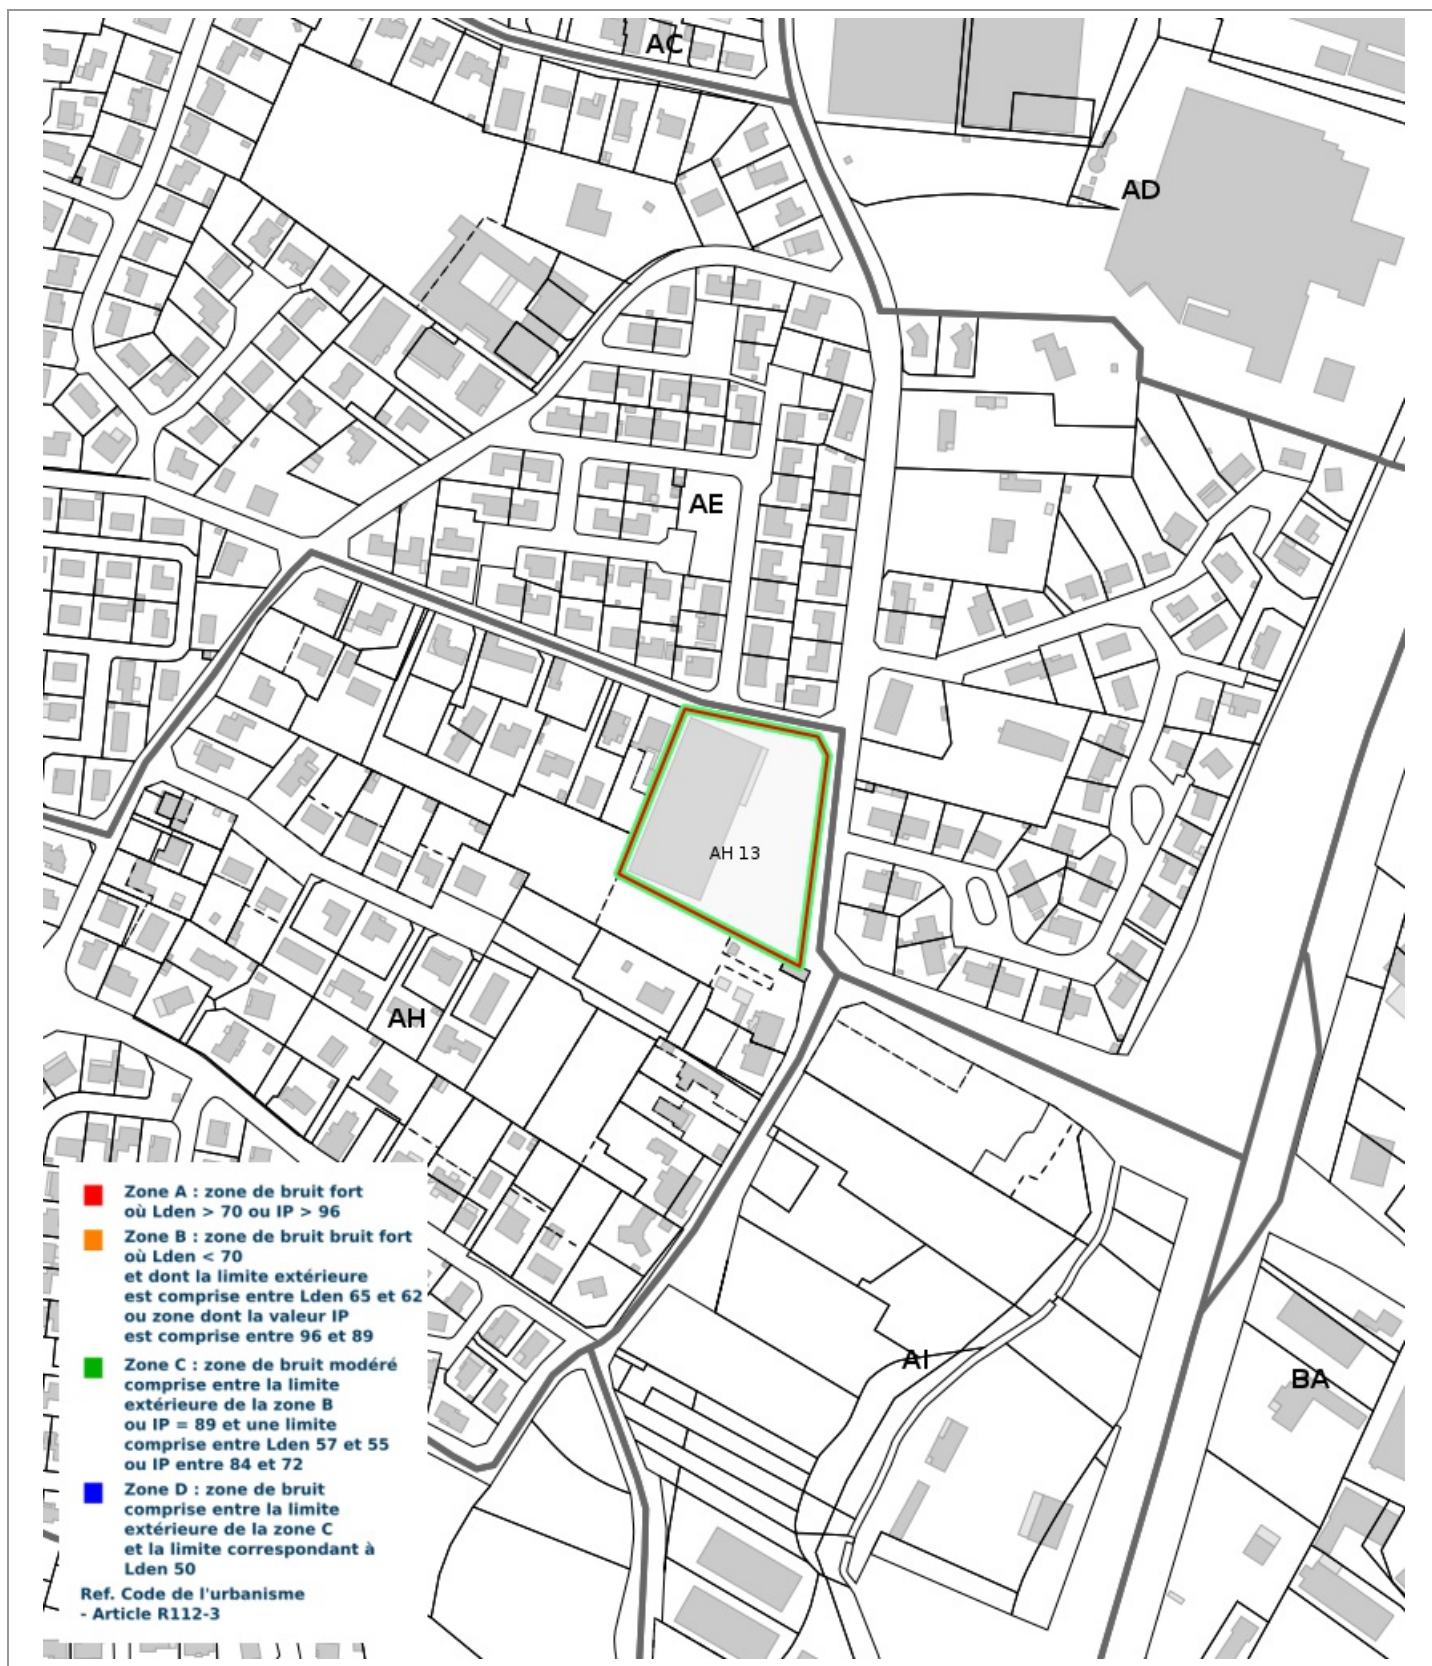 AC
AD
AE
AH 13
AH
Zone A : zone de bruit fort
où Lden > 70 ou IP > 96
Zone B : zone de bruit bruit fort
où Lden < 70
et dont la limite extérieure
est comprise entre Lden 65 et 62
ou zone dont la valeur IP
est comprise entre 96 et 89
Zone C : zone de bruit modéré
comprise entre la limite
extérieure de la zone B
ou IP = 89 et une limite
comprise entre Lden 57 et 55
ou IP entre 84 et 72
Zone D : zone de bruit
comprise entre la limite
extérieure de la zone C
et la limite correspondant à
Lden 50
Ref. Code de l'urbanisme
- Article R112-3
AI
BA